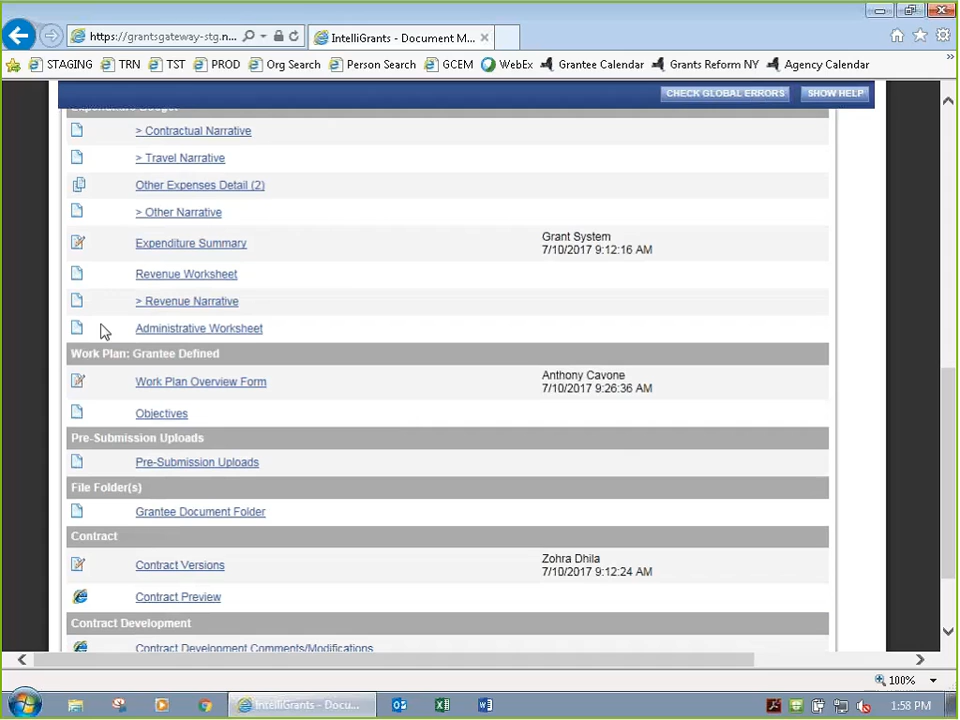 https://grantsgateway-stg.n...
IntelliGrants - Document M...
STAGING
TRN
TST
PROD
Org Search
Person Search
GCEM
WebEx
Grantee Calendar
Grants Reform NY
Agency Calendar
»
CHECK GLOBAL ERRORS
SHOW HELP
> Contractual Narrative
> Travel Narrative
Other Expenses Detail (2)
> Other Narrative
Expenditure Summary
Grant System
7/10/2017 9:12:16 AM
Revenue Worksheet
> Revenue Narrative
Administrative Worksheet
Work Plan: Grantee Defined
Work Plan Overview Form
Anthony Cavone
7/10/2017 9:26:36 AM
Objectives
Pre-Submission Uploads
Pre-Submission Uploads
File Folder(s)
Grantee Document Folder
Contract
Contract Versions
Zohra Dhila
7/10/2017 9:12:24 AM
Contract Preview
Contract Development
Contract Development Comments/Modifications
100%
IntelliGrants - Docu...
1:58 PM